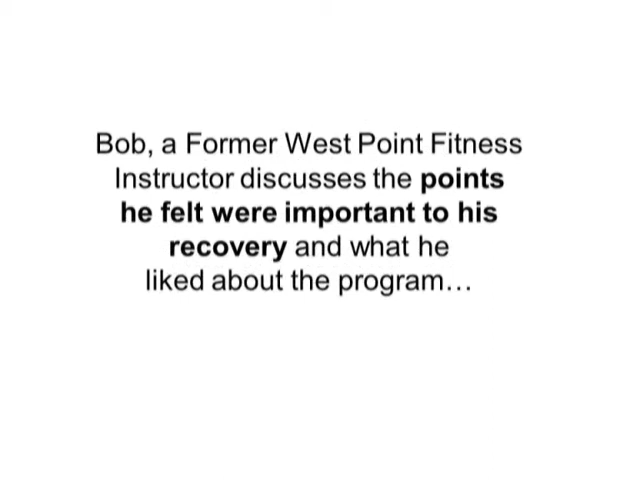 Bob, a Former West Point Fitness
Instructor discusses the points
he felt were important to his
recovery and what he
liked about the program…